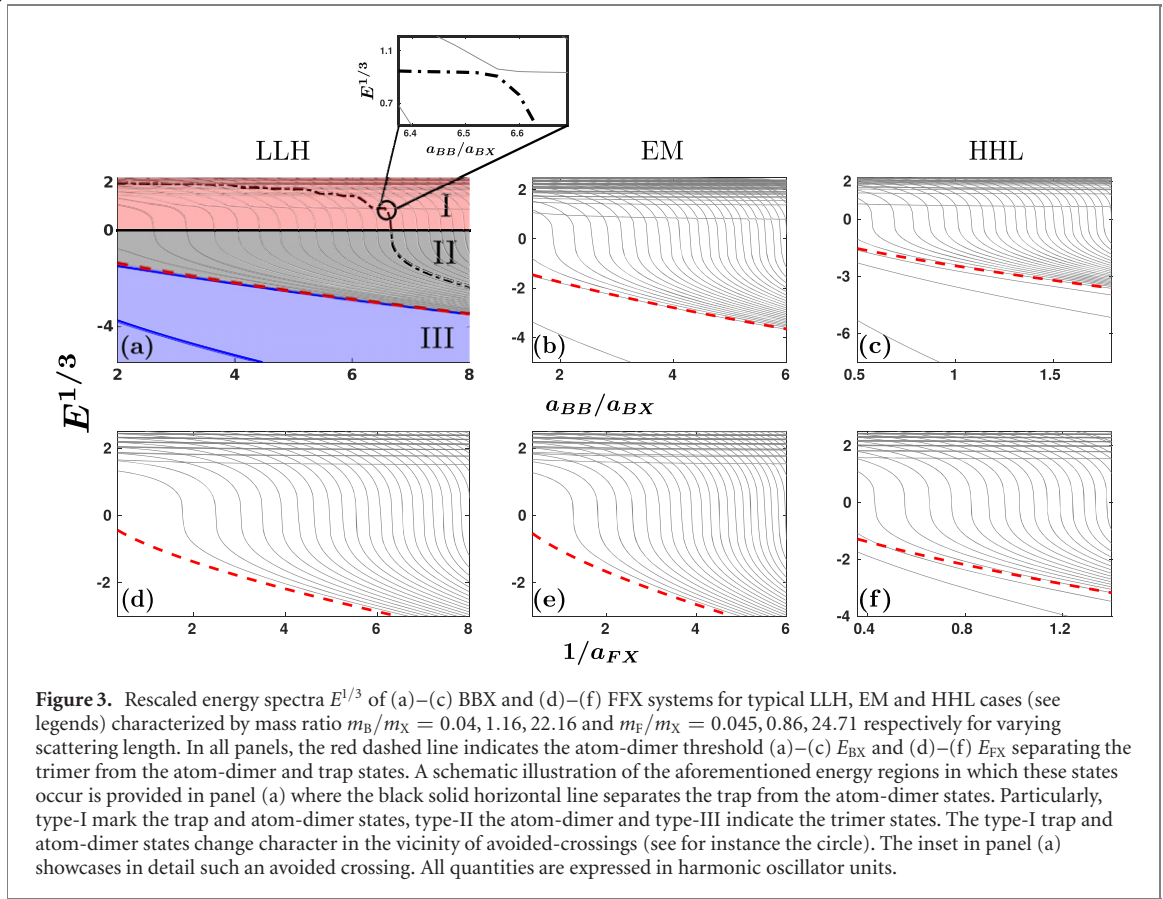 1.1
E^{1/3}
0.7
6.4 6.5 6.6
a_{BB}/a_{BX}
LLH EM HHL
2
0
-4
I
II
III
(a)
2 4 6 8
2
0
-2
-4
(b)
2 4 6
2
0
-3
-6
(c)
0.5 1 1.5
E^{1/3}
a_{BB}/a_{BX}
2
0
-2
(d)
2 4 6 8
2
0
-2
(e)
2 4 6
2
0
-2
-4
(f)
0.4 0.8 1.2
1/a_{FX}
Figure 3. Rescaled energy spectra E^{1/3} of (a)–(c) BBX and (d)–(f) FFX systems for typical LLH, EM and HHL cases (see
legends) characterized by mass ratio m_B/m_X = 0.04, 1.16, 22.16 and m_F/m_X = 0.045, 0.86, 24.71 respectively for varying
scattering length. In all panels, the red dashed line indicates the atom-dimer threshold (a)–(c) E_{BX} and (d)–(f) E_{FX} separating the
trimer from the atom-dimer and trap states. A schematic illustration of the aforementioned energy regions in which these states
occur is provided in panel (a) where the black solid horizontal line separates the trap from the atom-dimer states. Particularly,
type-I mark the trap and atom-dimer states, type-II the atom-dimer and type-III indicate the trimer states. The type-I trap and
atom-dimer states change character in the vicinity of avoided-crossings (see for instance the circle). The inset in panel (a)
showcases in detail such an avoided crossing. All quantities are expressed in harmonic oscillator units.